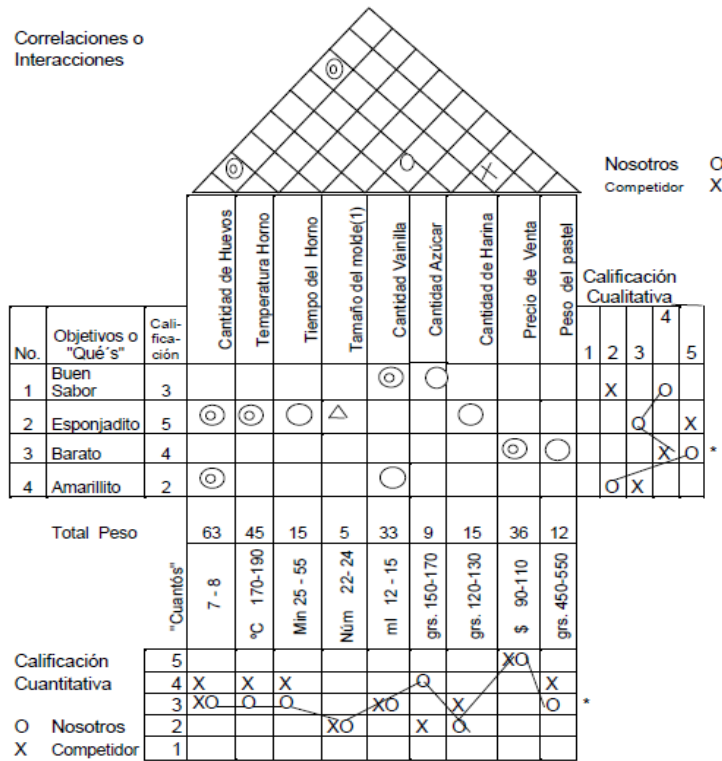 Correlaciones o
Interacciones
Nosotros O
Competidor X
Cantidad de Huevos
Temperatura Horno
Tiempo del Horno
Tamaño del molde(1)
Cantidad Vainilla
Cantidad Azúcar
Cantidad de Harina
Precio de Venta
Peso del pastel
Calificación
Cualitativa
1 2 3 4 5
No. Objetivos o "Qué´s" Cali-fica-ción
1 Buen Sabor 3 X O
2 Esponjadito 5 O X
3 Barato 4 X O *
4 Amarillito 2 O X
Total Peso 63 45 15 5 33 9 15 36 12
"Cuantós"
7 - 8
ºC 170-190
Min 25 - 55
Núm 22- 24
ml 12 - 15
grs. 150-170
grs. 120-130
$ 90-110
grs. 450-550
Calificación 5 XO
Cuantitativa 4 X X X O X
3 XO O O XO X O *
O Nosotros 2 XO X O
X Competidor 1